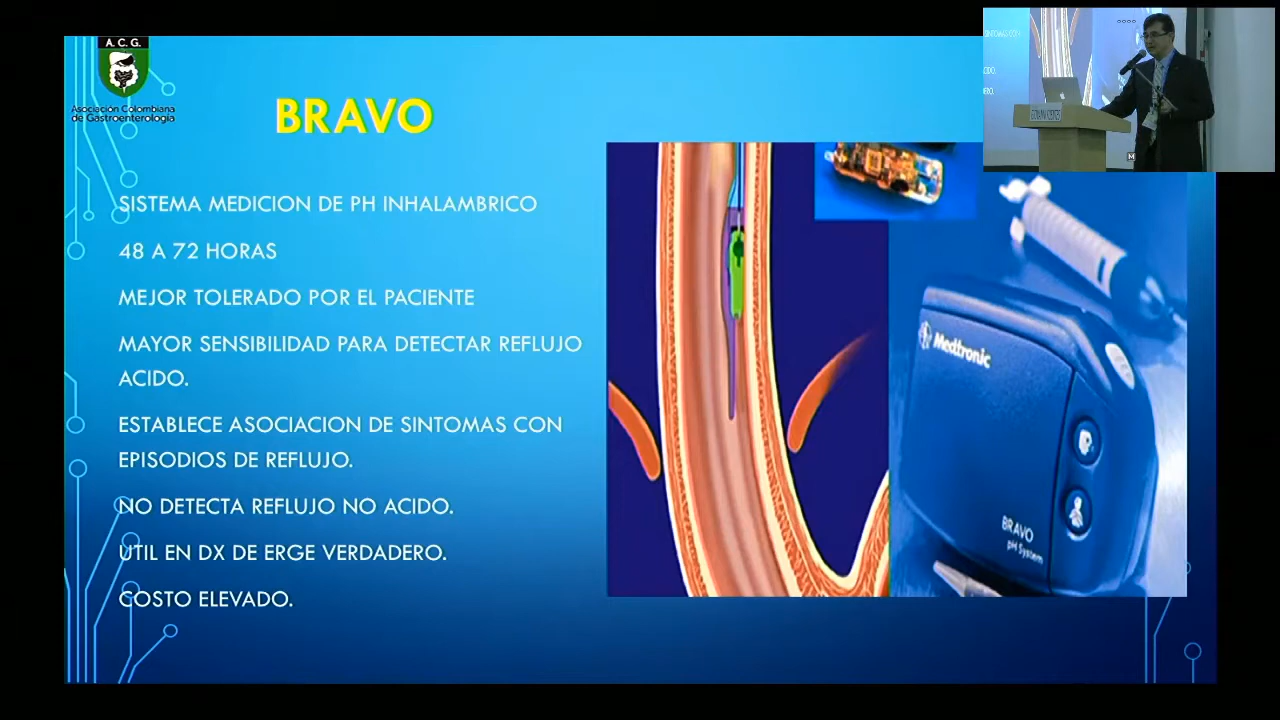 A. C. G.
Asociación Colombiana
de Gastroenterología
BRAVO
SISTEMA MEDICION DE PH INHALAMBRICO
48 A 72 HORAS
MEJOR TOLERADO POR EL PACIENTE
MAYOR SENSIBILIDAD PARA DETECTAR REFLUJO
ACIDO.
ESTABLECE ASOCIACION DE SINTOMAS CON
EPISODIOS DE REFLUJO.
NO DETECTA REFLUJO NO ACIDO.
UTIL EN DX DE ERGE VERDADERO.
COSTO ELEVADO.
Medtronic
BRAVO
pH System